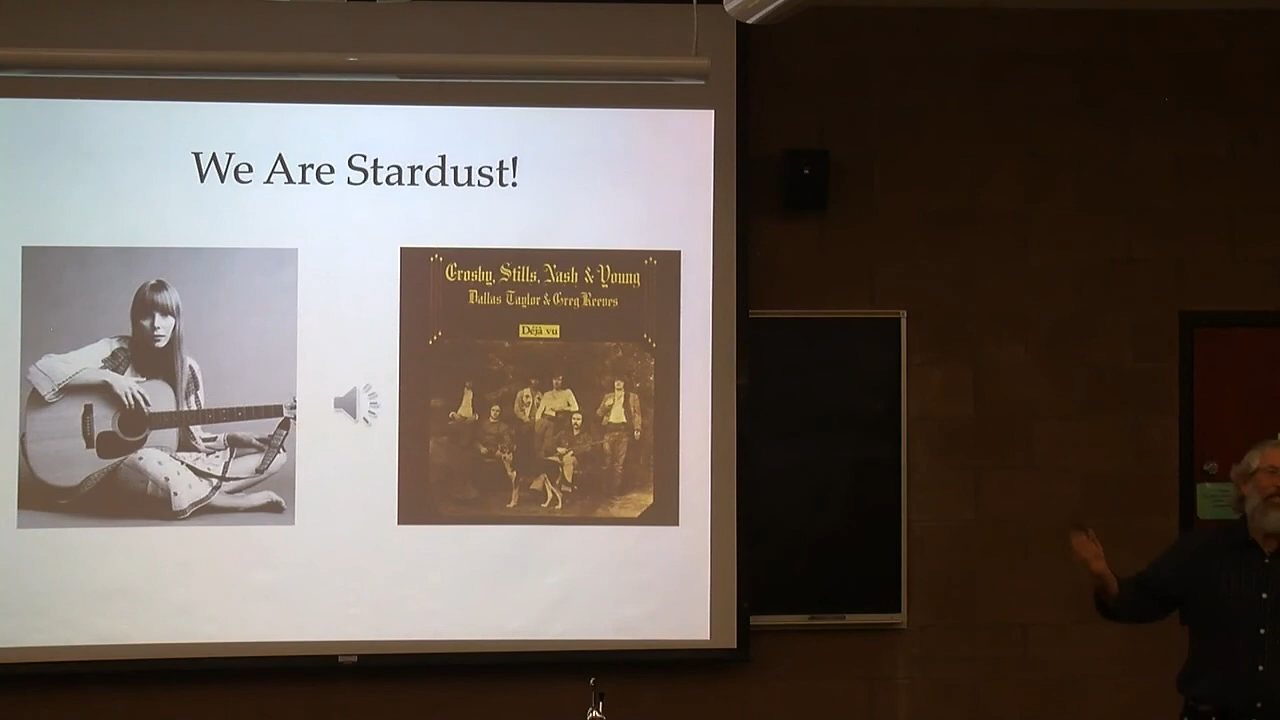 We Are Stardust!
Crosby, Stills, Nash & Young
Dallas Taylor & Greg Reeves
Déjà vu